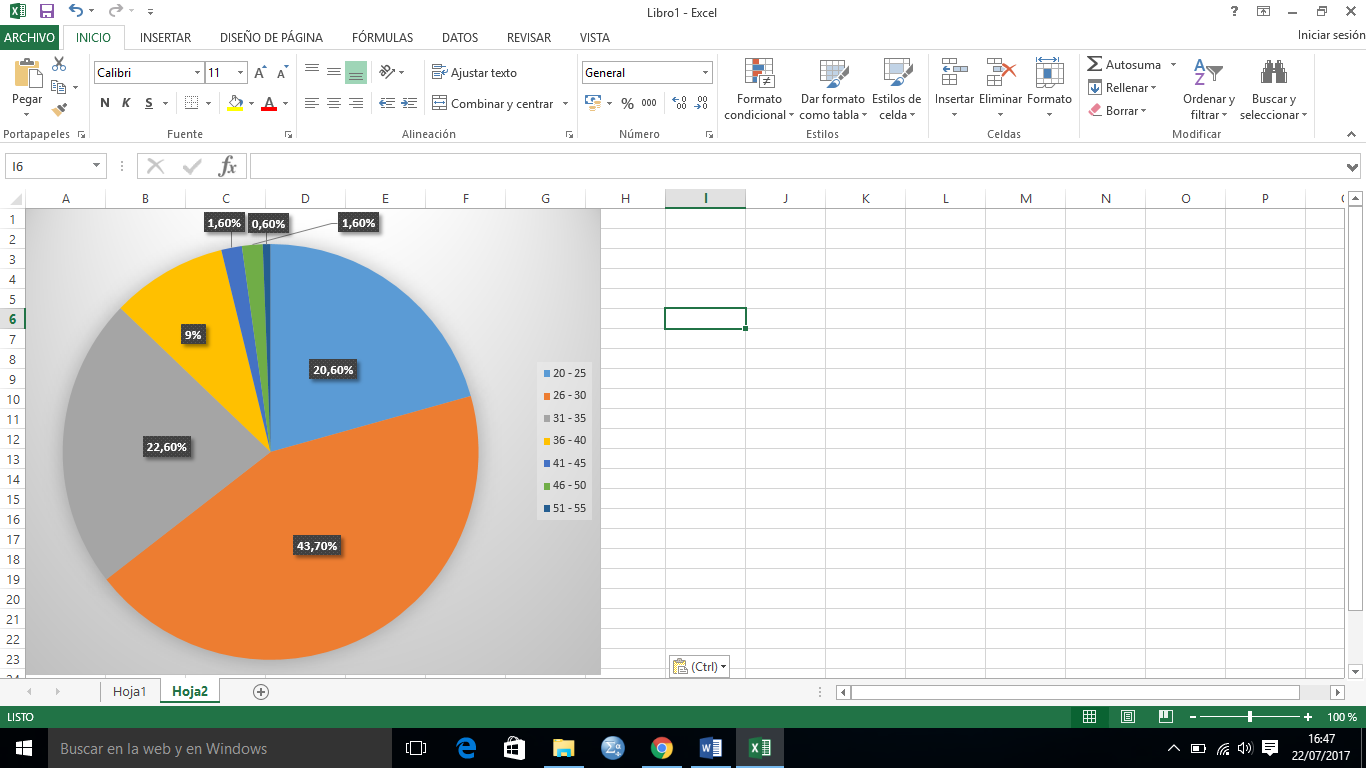 Libro1 - Excel
?
ARCHIVO INICIO INSERTAR DISEÑO DE PÁGINA FÓRMULAS DATOS REVISAR VISTA Iniciar sesión
Pegar
Calibri 11
N K S
Ajustar texto
Combinar y centrar
General
% 000
Formato condicional
Dar formato como tabla
Estilos de celda
Insertar Eliminar Formato
Autosuma
Rellenar
Borrar
Ordenar y filtrar
Buscar y seleccionar
Portapapeles Fuente Alineación Número Estilos Celdas Modificar
I6 fx
A B C D E F G H I J K L M N O P
1
2
3
4
5
6
7
8
9
10
11
12
13
14
15
16
17
18
19
20
21
22
23
1,60% 0,60% 1,60%
9%
20,60%
22,60%
43,70%
20 - 25
26 - 30
31 - 35
36 - 40
41 - 45
46 - 50
51 - 55
(Ctrl)
Hoja1 Hoja2
LISTO 100 %
Buscar en la web y en Windows
16:47
22/07/2017